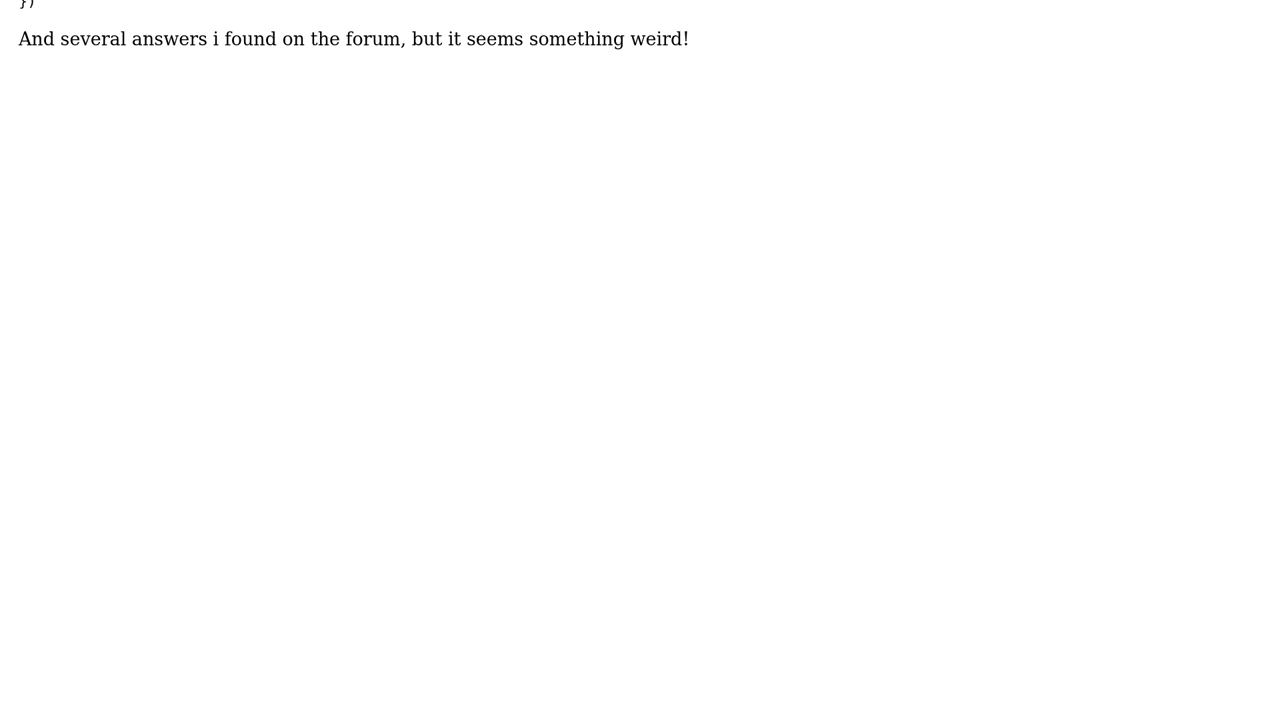 })
And several answers i found on the forum, but it seems something weird!